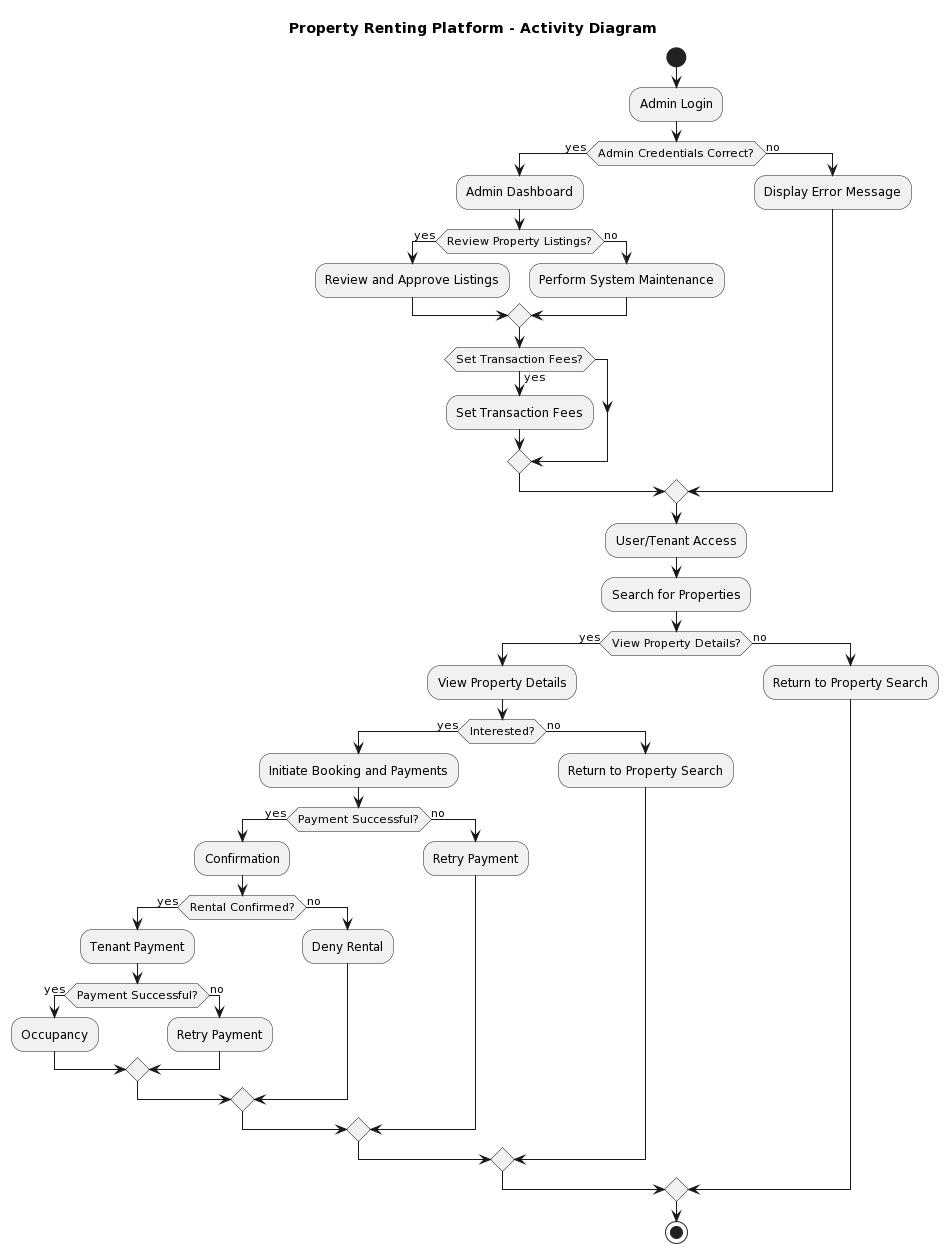 Property Renting Platform - Activity Diagram
Admin Login
Admin Credentials Correct?
yes
no
Admin Dashboard
Display Error Message
Review Property Listings?
yes
no
Review and Approve Listings
Perform System Maintenance
Set Transaction Fees?
yes
Set Transaction Fees
User/Tenant Access
Search for Properties
View Property Details?
yes
no
View Property Details
Return to Property Search
Interested?
yes
no
Initiate Booking and Payments
Return to Property Search
Payment Successful?
yes
no
Confirmation
Retry Payment
Rental Confirmed?
yes
no
Tenant Payment
Deny Rental
Payment Successful?
yes
no
Occupancy
Retry Payment